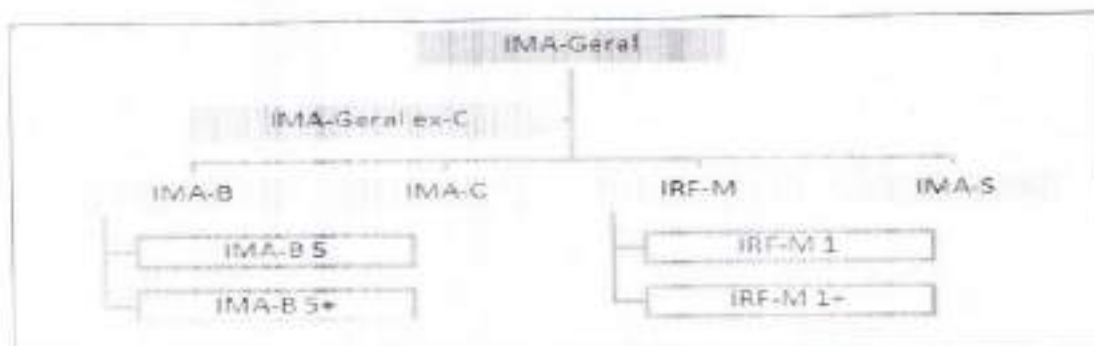 IMA-Geral
IMA-Geral ex-C
IMA-B IMA-C IRF-M IMA-S
IMA-B 5 IRF-M 1
IMA-B 5+ IRF-M 1+